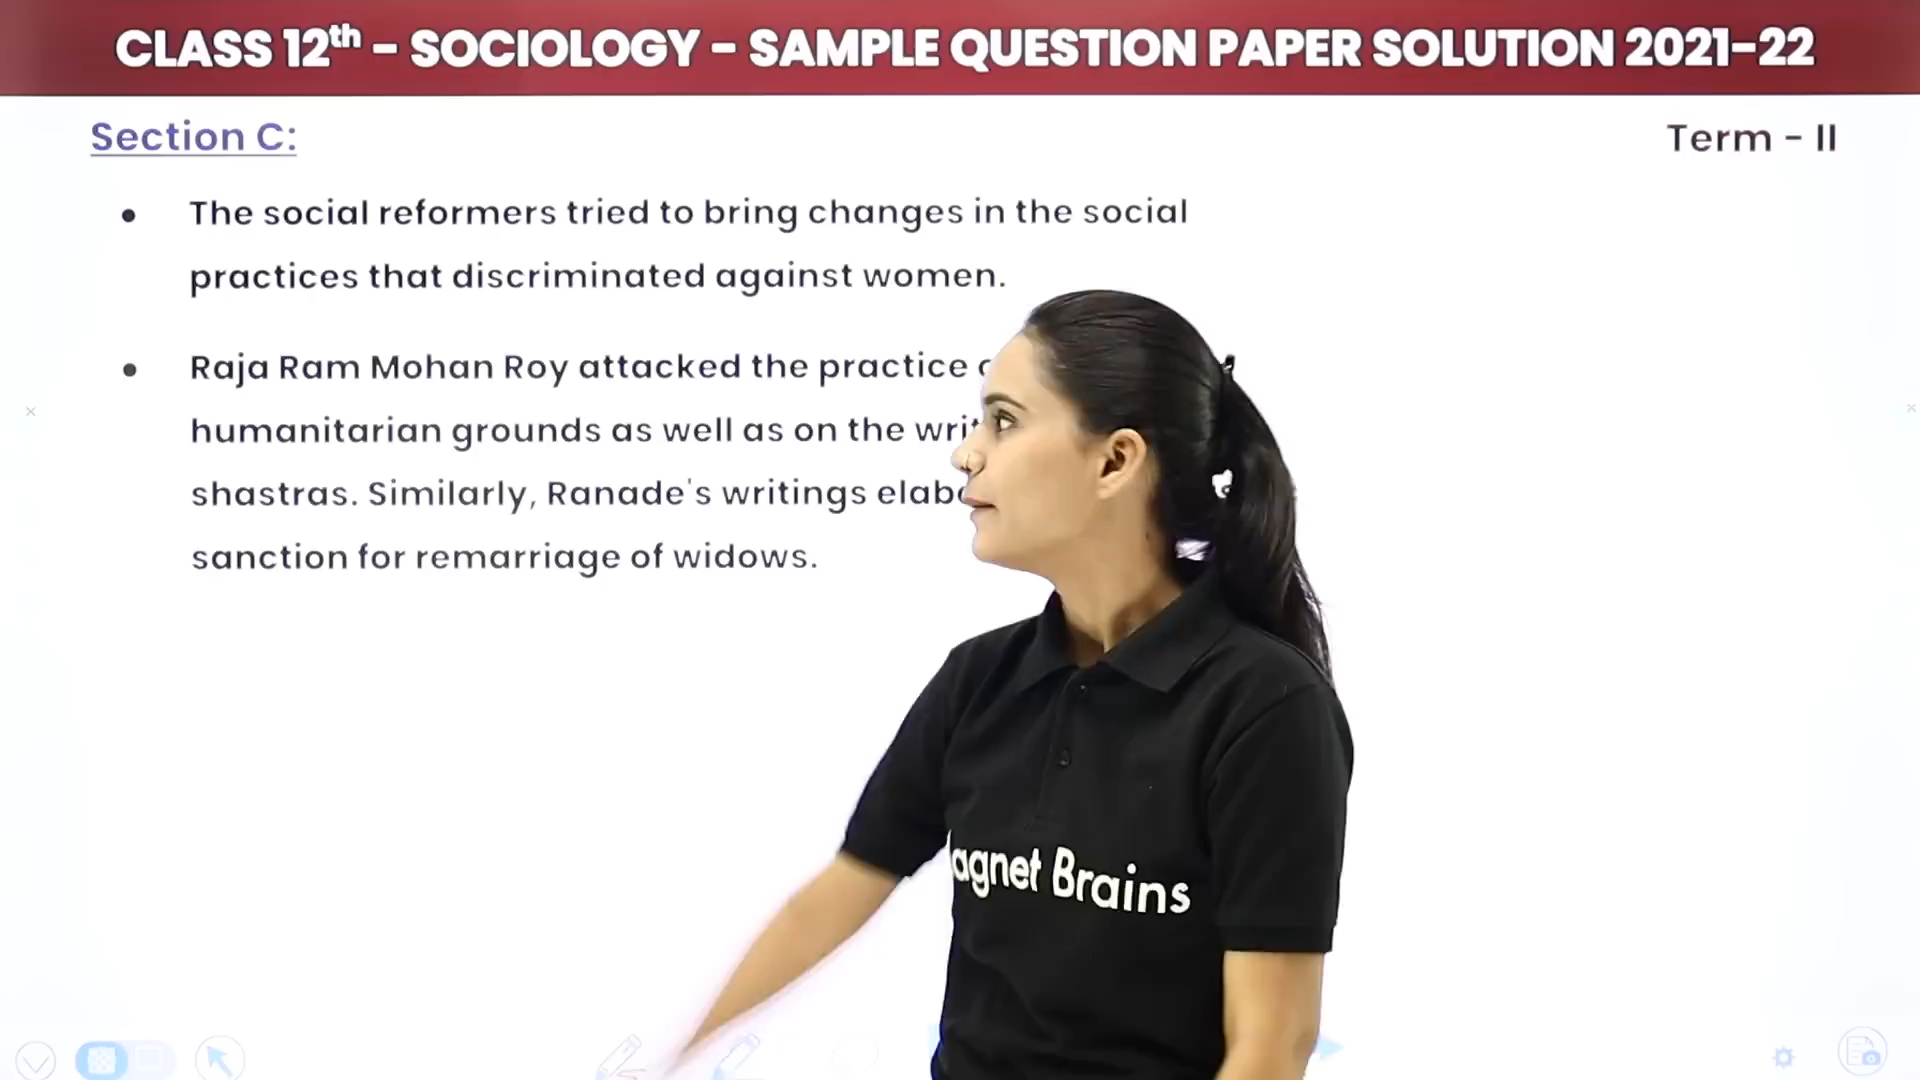 CLASS 12th - SOCIOLOGY - SAMPLE QUESTION PAPER SOLUTION 2021-22
Section C:
Term - II
• The social reformers tried to bring changes in the social
practices that discriminated against women.
• Raja Ram Mohan Roy attacked the practice
humanitarian grounds as well as on the
shastras. Similarly, Ranade's writings
sanction for remarriage of widows.
Brains